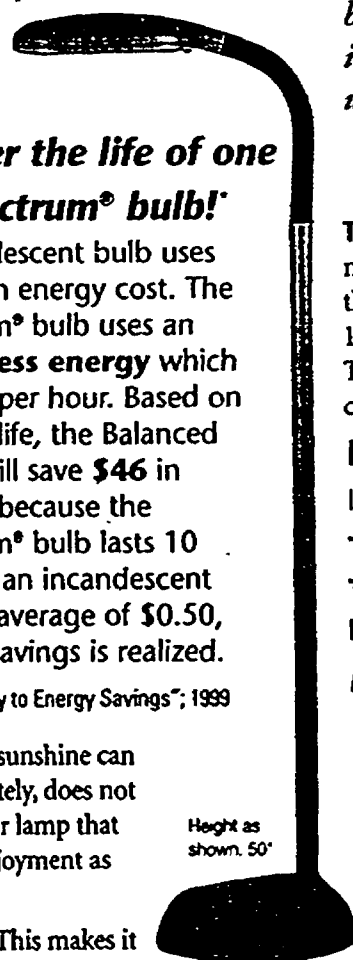 er the life of one
ctrum® bulb!*
lescent bulb uses
n energy cost. The
m® bulb uses an
ess energy which
per hour. Based on
life, the Balanced
ill save $46 in
because the
m® bulb lasts 10
an incandescent
average of $0.50,
avings is realized.
y to Energy Savings"; 1999
sunshine can
tely, does not
r lamp that
joyment as
Height as
shown. 50"
This makes it